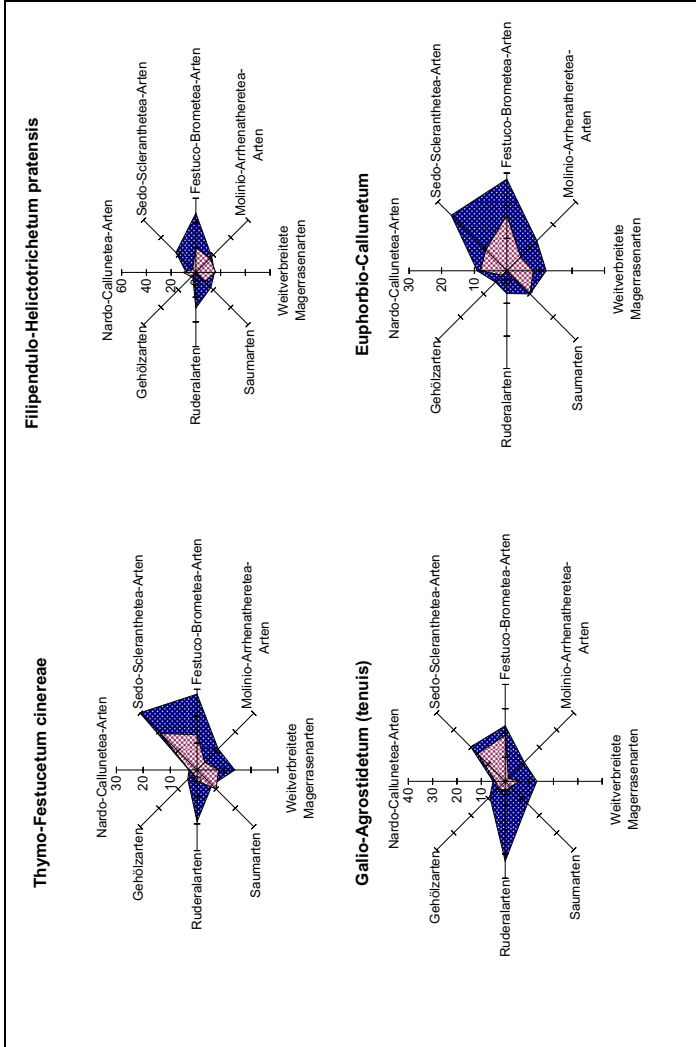 Thymo-Festucetum cinereae
Nardo-Callunetea-Arten
30
Gehölzarten
Sedo-Scleranthetea-Arten
20
10
Ruderalarten
Festuco-Brometea-Arten
Saumarten
Molinio-Arrhenatheretea-
Arten
Weitverbreitete
Magerrasenarten
Filipendulo-Helictotrichetum pratensis
Nardo-Callunetea-Arten
60
Gehölzarten
Sedo-Scleranthetea-Arten
40
20
Ruderalarten
Festuco-Brometea-Arten
Saumarten
Molinio-Arrhenatheretea-
Arten
Weitverbreitete
Magerrasenarten
Galio-Agrostidetum (tenuis)
Nardo-Callunetea-Arten
40
Gehölzarten
Sedo-Scleranthetea-Arten
30
20
10
Ruderalarten
Festuco-Brometea-Arten
Saumarten
Molinio-Arrhenatheretea-
Arten
Weitverbreitete
Magerrasenarten
Euphorbio-Callunetum
Nardo-Callunetea-Arten
Gehölzarten
Sedo-Scleranthetea-Arten
20
10
Ruderalarten
Festuco-Brometea-Arten
Saumarten
Molinio-Arrhenatheretea-
Arten
Weitverbreitete
Magerrasenarten